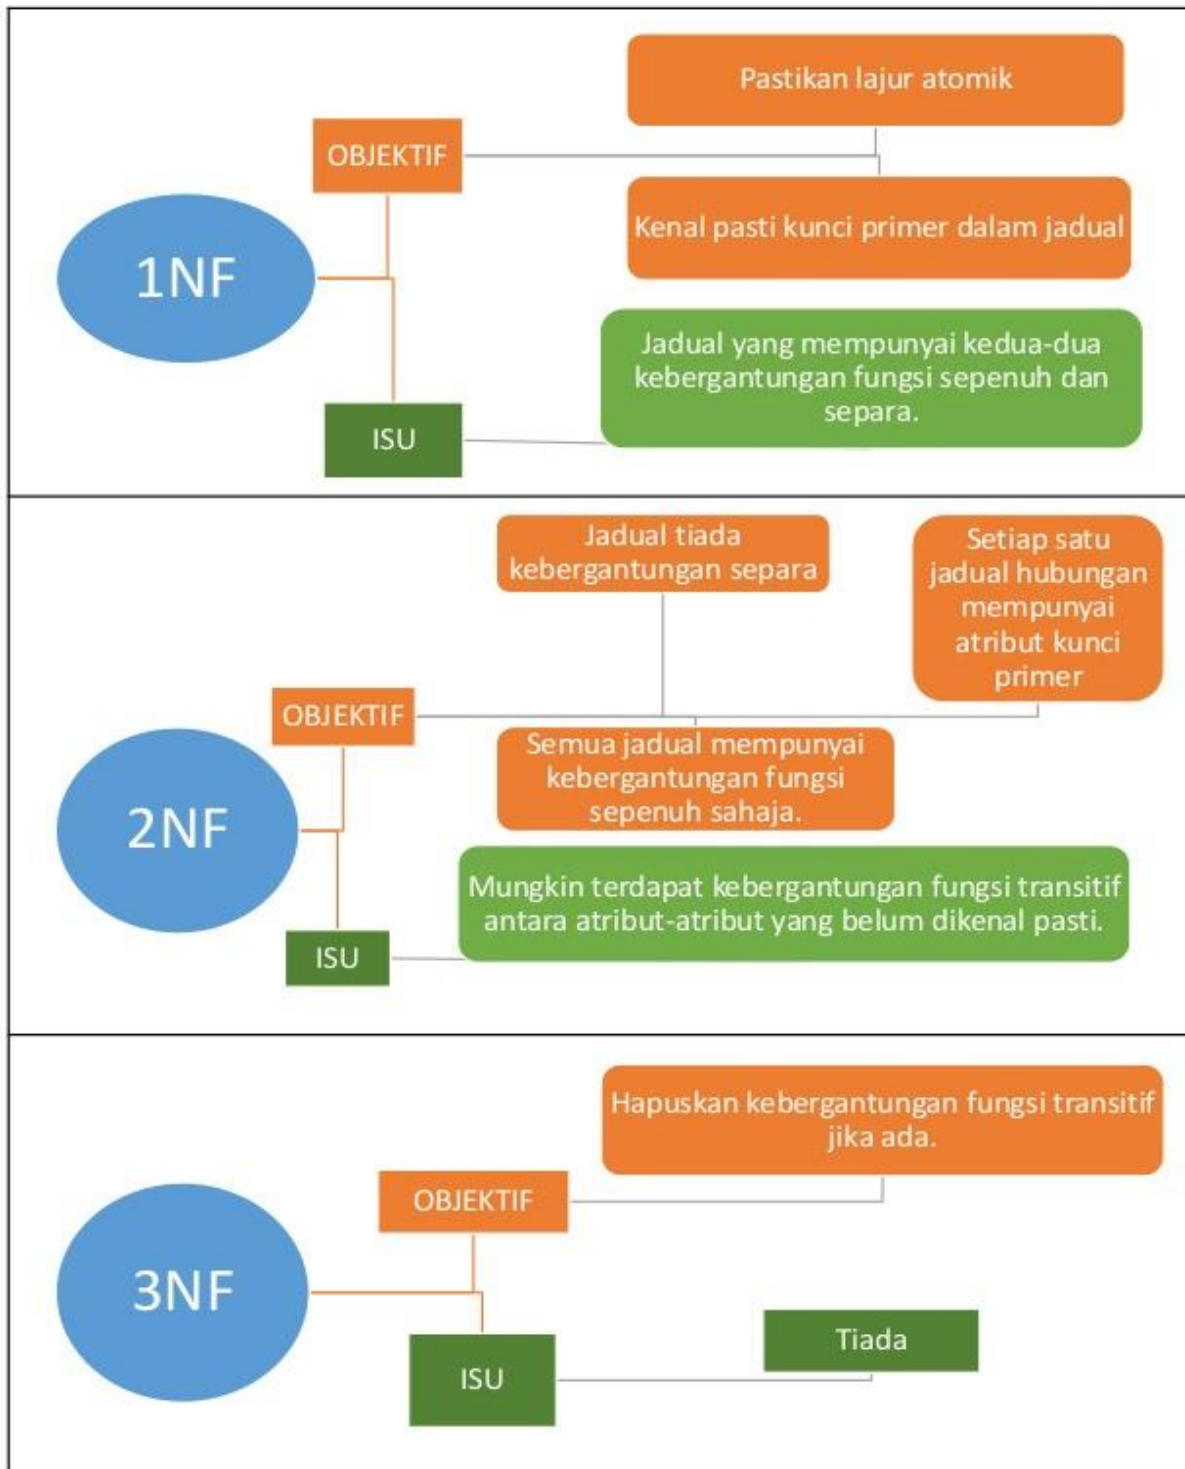 1NF
OBJEKTIF
Pastikan lajur atomik
Kenal pasti kunci primer dalam jadual
ISU
Jadual yang mempunyai kedua-dua
kebergantungan fungsi sepenuh dan
separa.
2NF
OBJEKTIF
Jadual tiada
kebergantungan separa
Setiap satu
jadual hubungan
mempunyai
atribut kunci
primer
Semua jadual mempunyai
kebergantungan fungsi
sepenuh sahaja.
ISU
Mungkin terdapat kebergantungan fungsi transitif
antara atribut-atribut yang belum dikenal pasti.
3NF
OBJEKTIF
Hapuskan kebergantungan fungsi transitif
jika ada.
ISU
Tiada